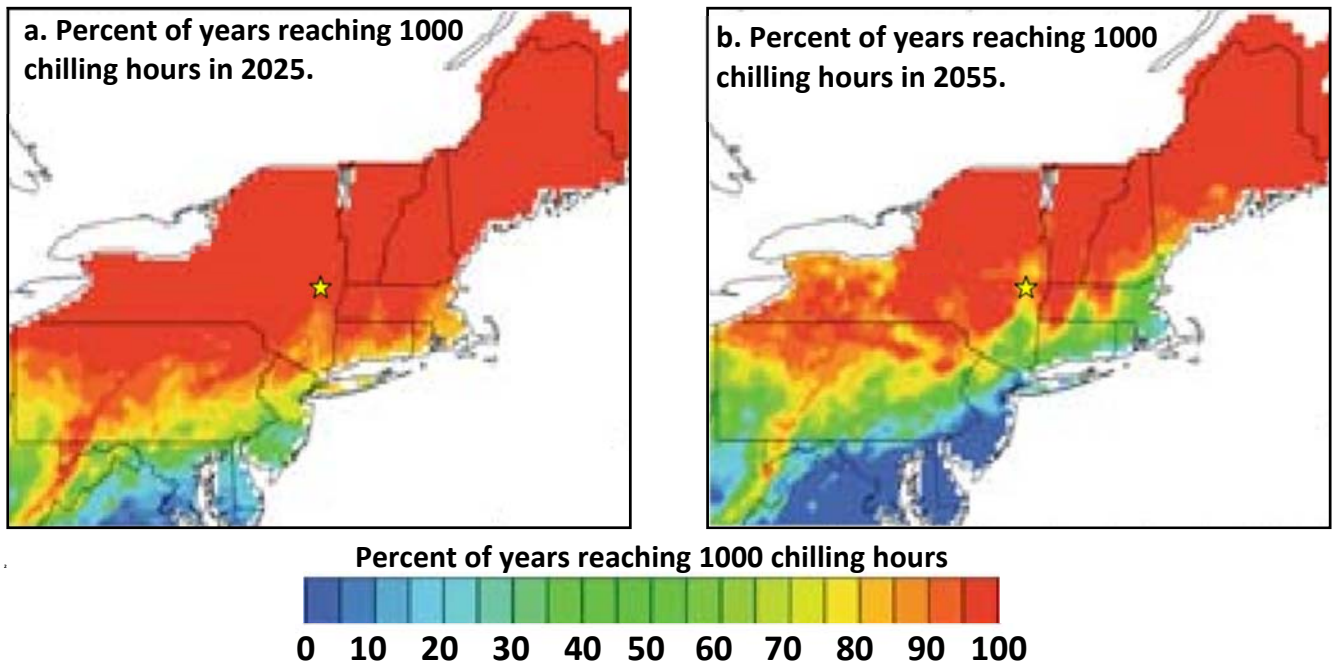 a. Percent of years reaching 1000
chilling hours in 2025.
b. Percent of years reaching 1000
chilling hours in 2055.
Percent of years reaching 1000 chilling hours
0 10 20 30 40 50 60 70 80 90 100